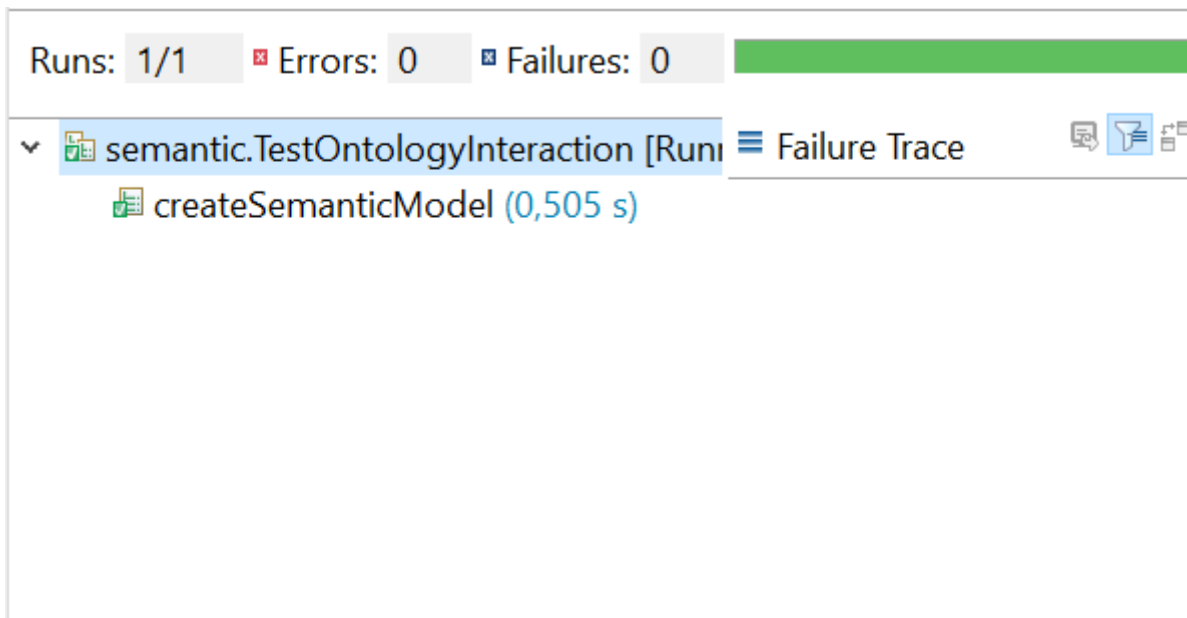 Runs: 1/1 Errors: 0 Failures: 0
semantic.TestOntologyInteraction
Failure Trace
createSemanticModel (0,505 s)